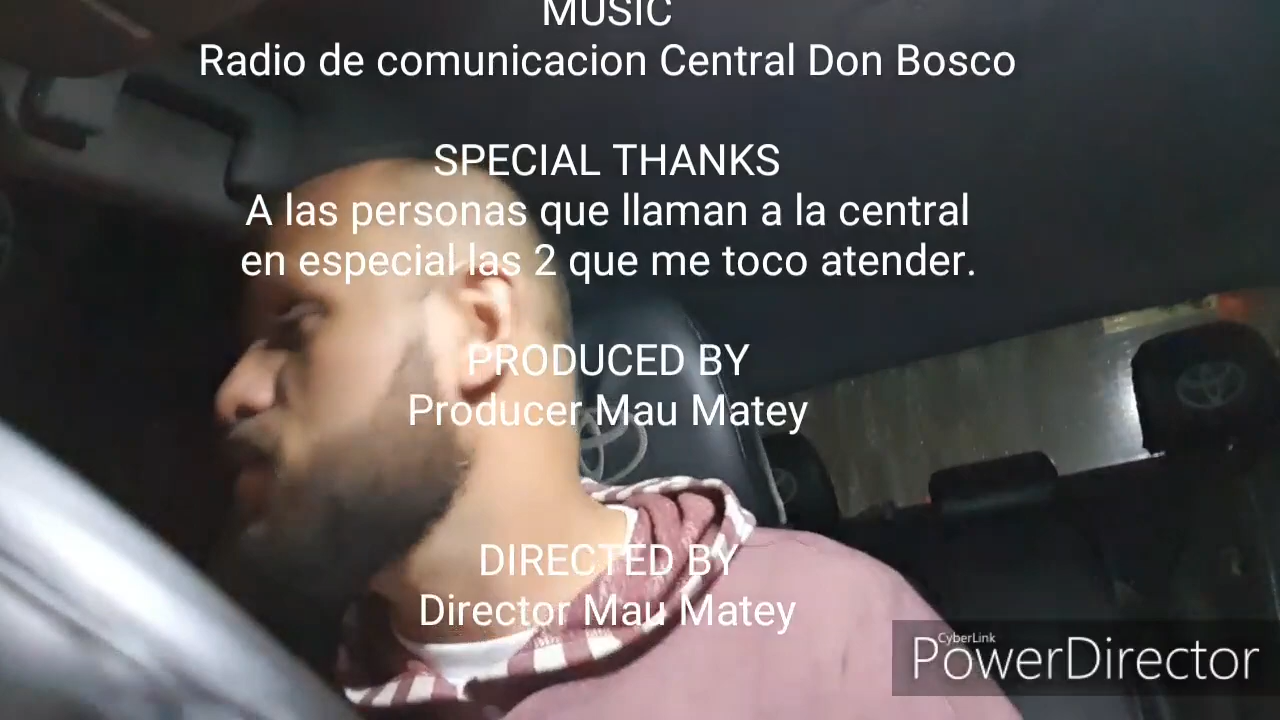 MUSIC
Radio de comunicacion Central Don Bosco
SPECIAL THANKS
A las personas que llaman a la central
en especial las 2 que me toco atender.
PRODUCED BY
Producer Mau Matey
DIRECTED BY
Director Mau Matey
CyberLink
PowerDirector